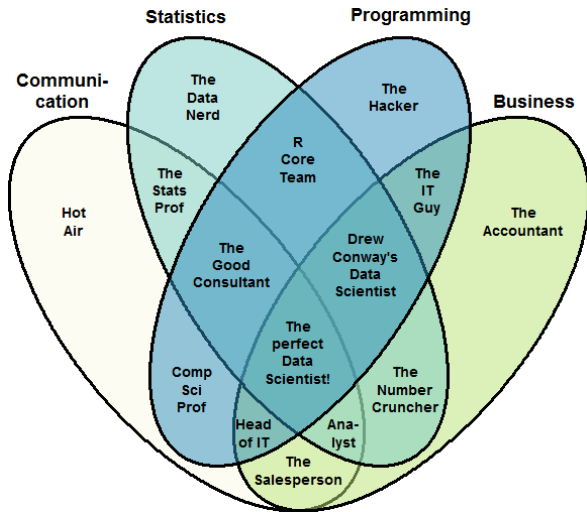 Statistics
Programming
Communi-
cation
Business
The
Data
Nerd
The
Hacker
R
Core
Team
The
Stats
Prof
The
IT
Guy
Hot
Air
The
Accountant
The
Good
Consultant
Drew
Conway's
Data
Scientist
The
perfect
Data
Scientist!
Comp
Sci
Prof
The
Number
Cruncher
Head
of IT
Ana-
lyst
The
Salesperson